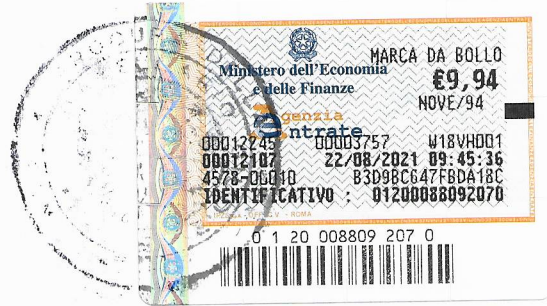 MARCA DA BOLLO
Ministero dell'Economia
e delle Finanze
€9,94
NOVE/94
genzia
ntrate
00012245 00003757 W18VH001
00012107 22/08/2021 09:45:36
4578-00010 B3D9BC647FBDA18C
IDENTIFICATIVO : 01200088092070
0 1 20 008809 207 0